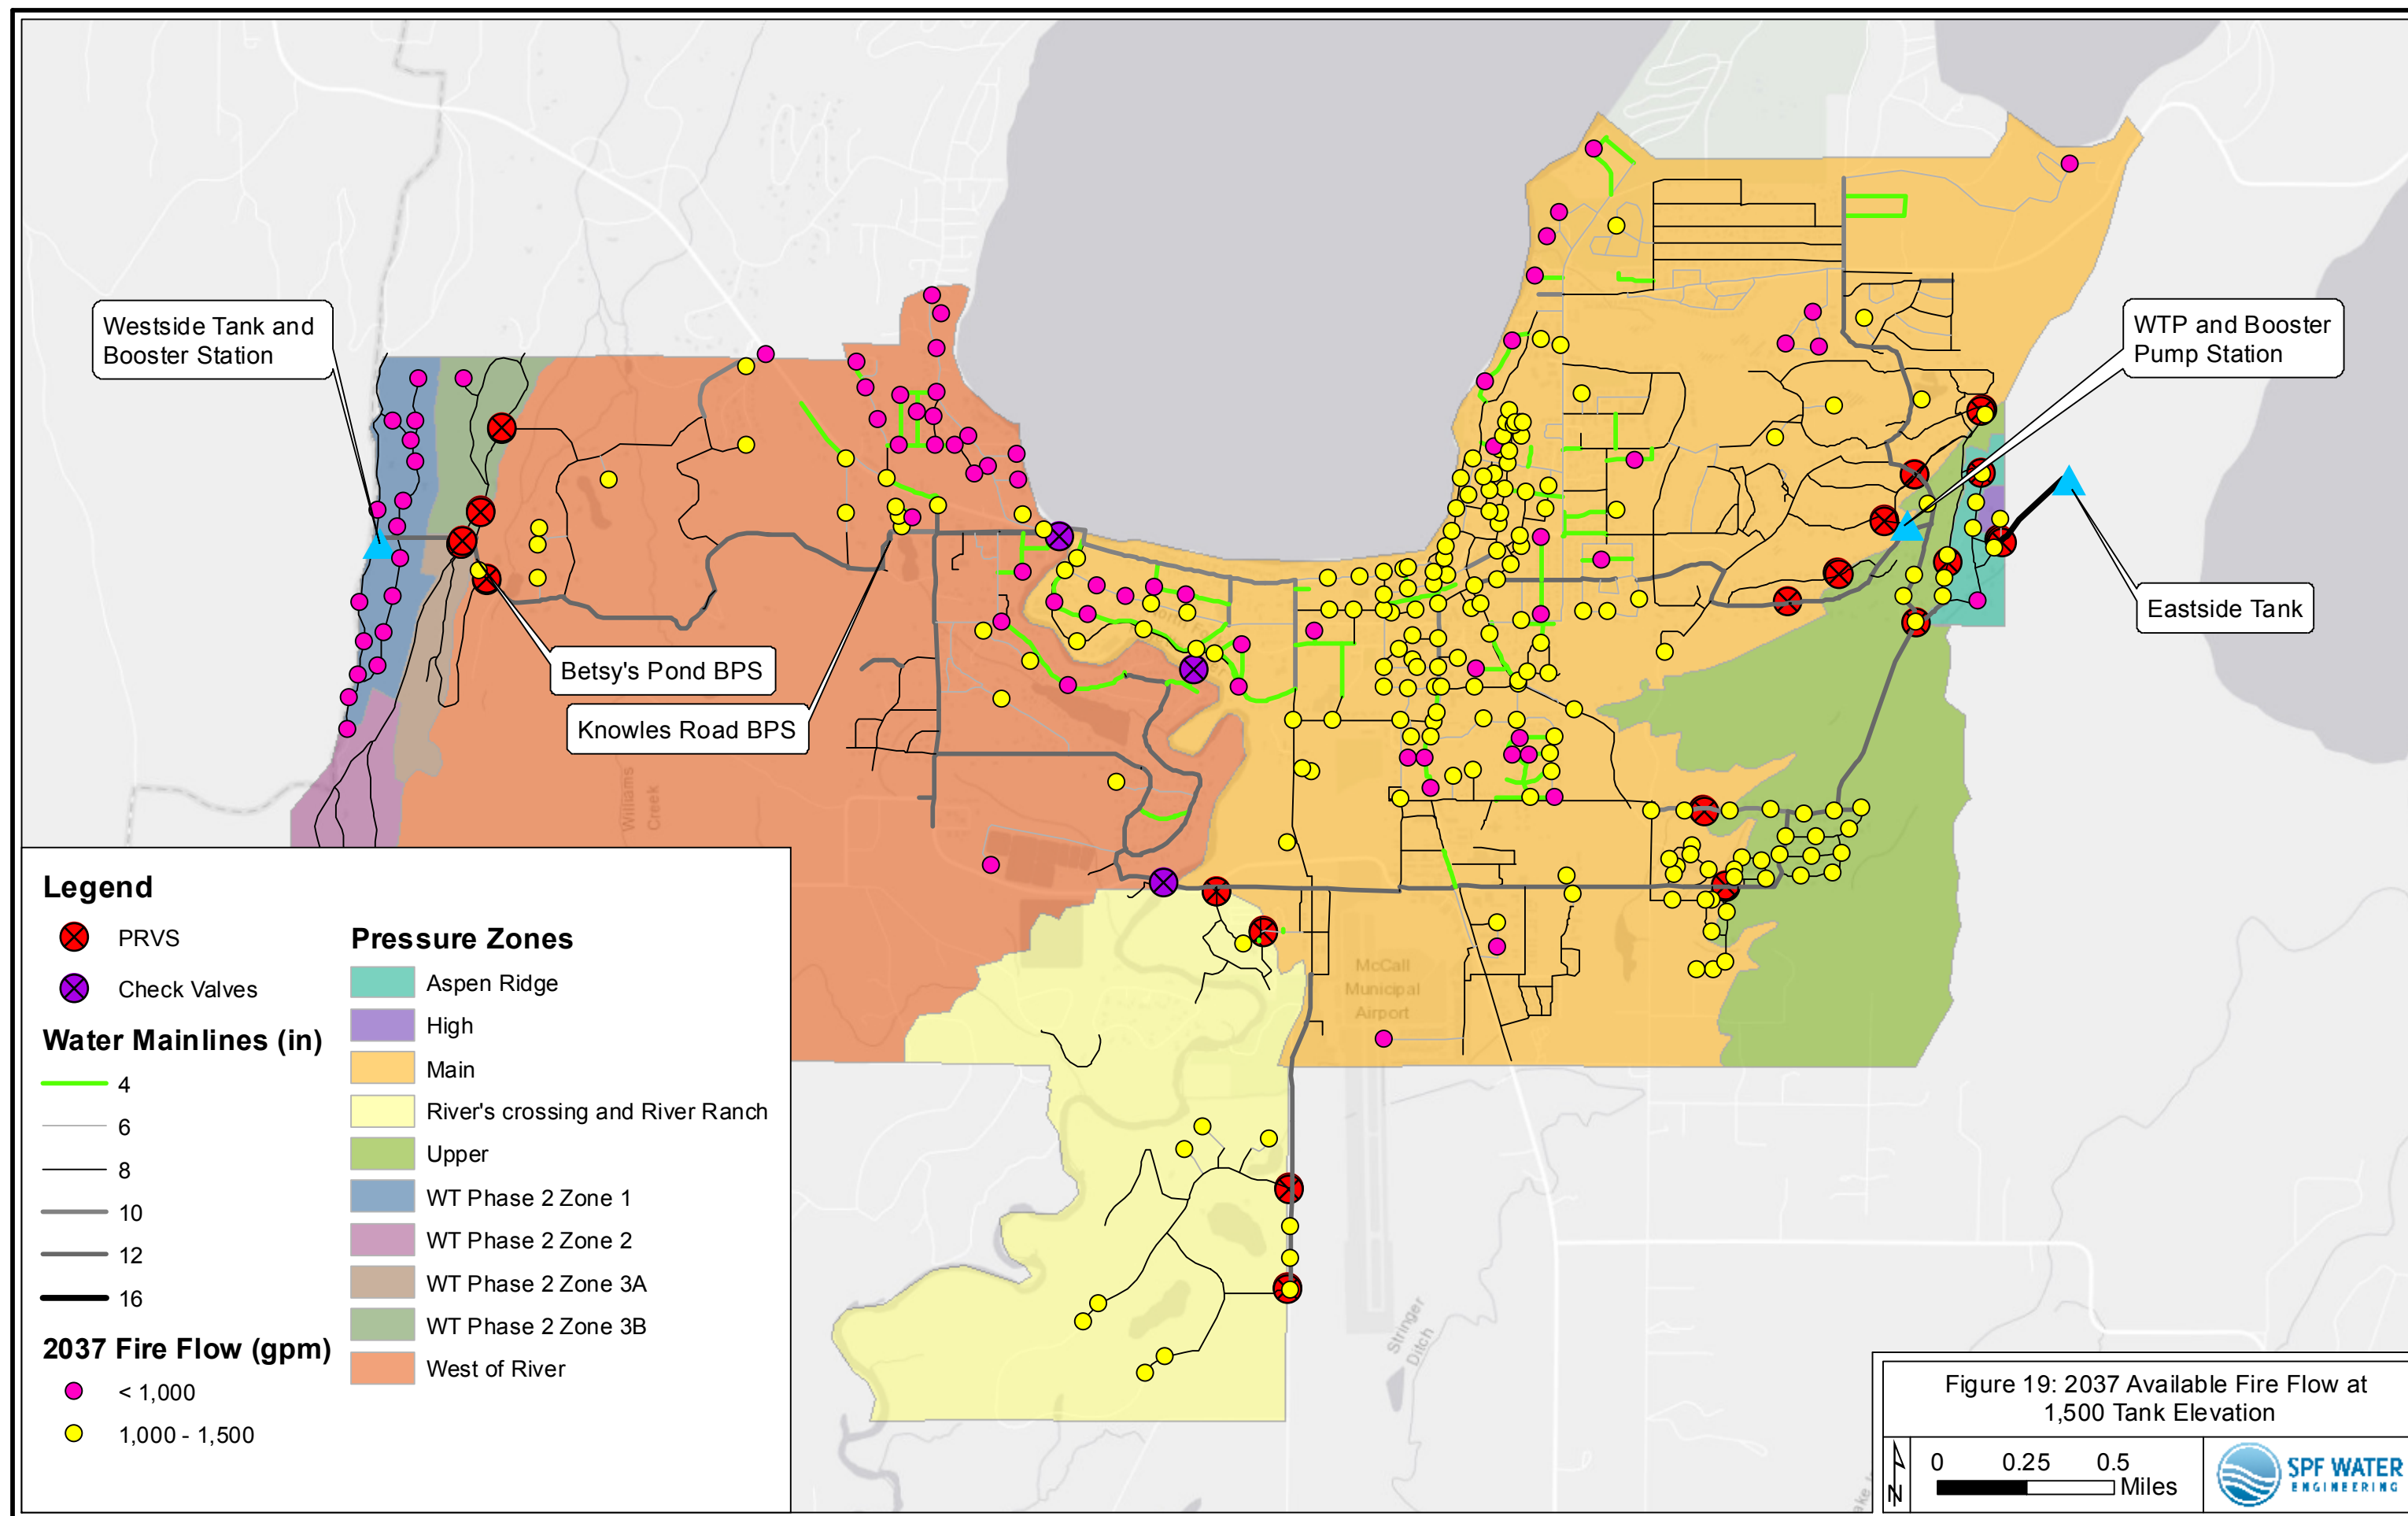 Westside Tank and
Booster Station
WTP and Booster
Pump Station
Eastside Tank
Betsy's Pond BPS
Knowles Road BPS
Williams
Creek
McCall
Municipal
Airport
Stringer
Ditch
Legend
PRVS
Check Valves
Water Mainlines (in)
4
6
8
10
12
16
2037 Fire Flow (gpm)
< 1,000
1,000 - 1,500
Pressure Zones
Aspen Ridge
High
Main
River's crossing and River Ranch
Upper
WT Phase 2 Zone 1
WT Phase 2 Zone 2
WT Phase 2 Zone 3A
WT Phase 2 Zone 3B
West of River
Figure 19: 2037 Available Fire Flow at
1,500 Tank Elevation
N
0 0.25 0.5
Miles
SPF WATER
ENGINEERING